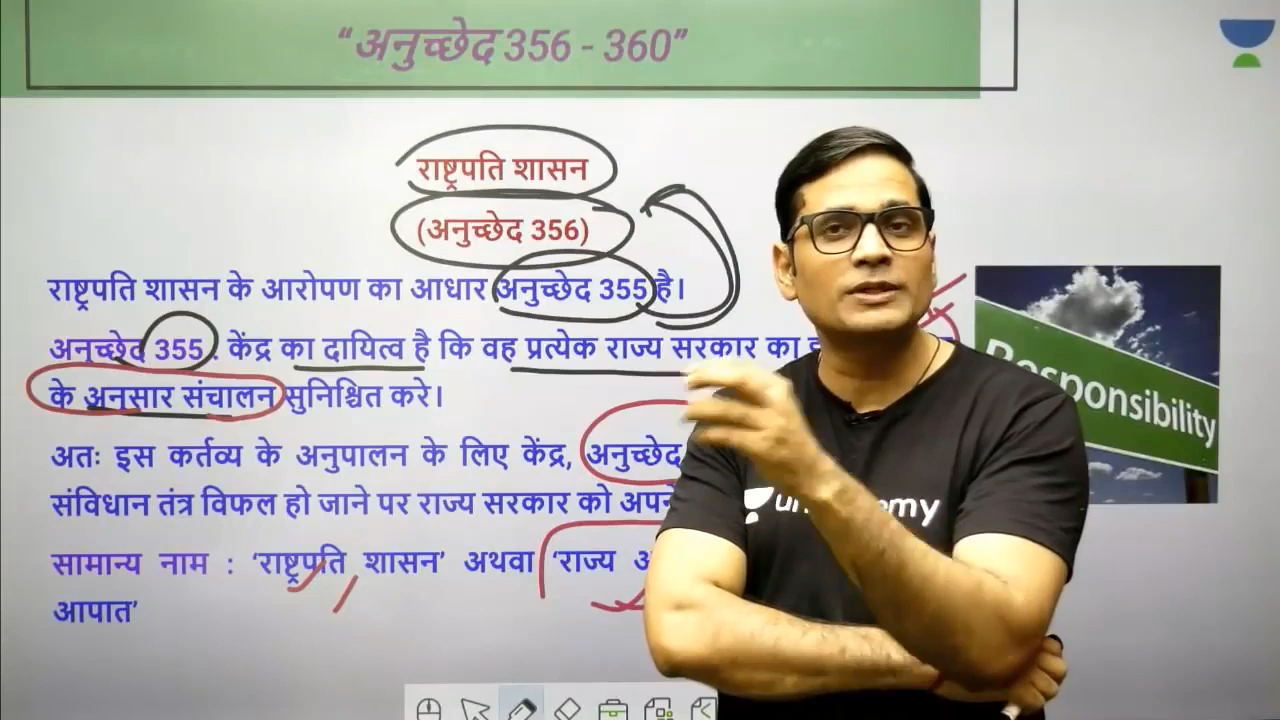 “अनुच्छेद 356 - 360”
राष्ट्रपति शासन
(अनुच्छेद 356)
राष्ट्रपति शासन के आरोपण का आधार अनुच्छेद 355 है।
अनुच्छेद 355 : केंद्र का दायित्व है कि वह प्रत्येक राज्य सरकार का
के अनुसार संचालन सुनिश्चित करे।
अतः इस कर्तव्य के अनुपालन के लिए केंद्र, अनुच्छेद
संविधान तंत्र विफल हो जाने पर राज्य सरकार को
सामान्य नाम : ‘राष्ट्रपति शासन’ अथवा ‘राज्य
आपात’
Responsibility